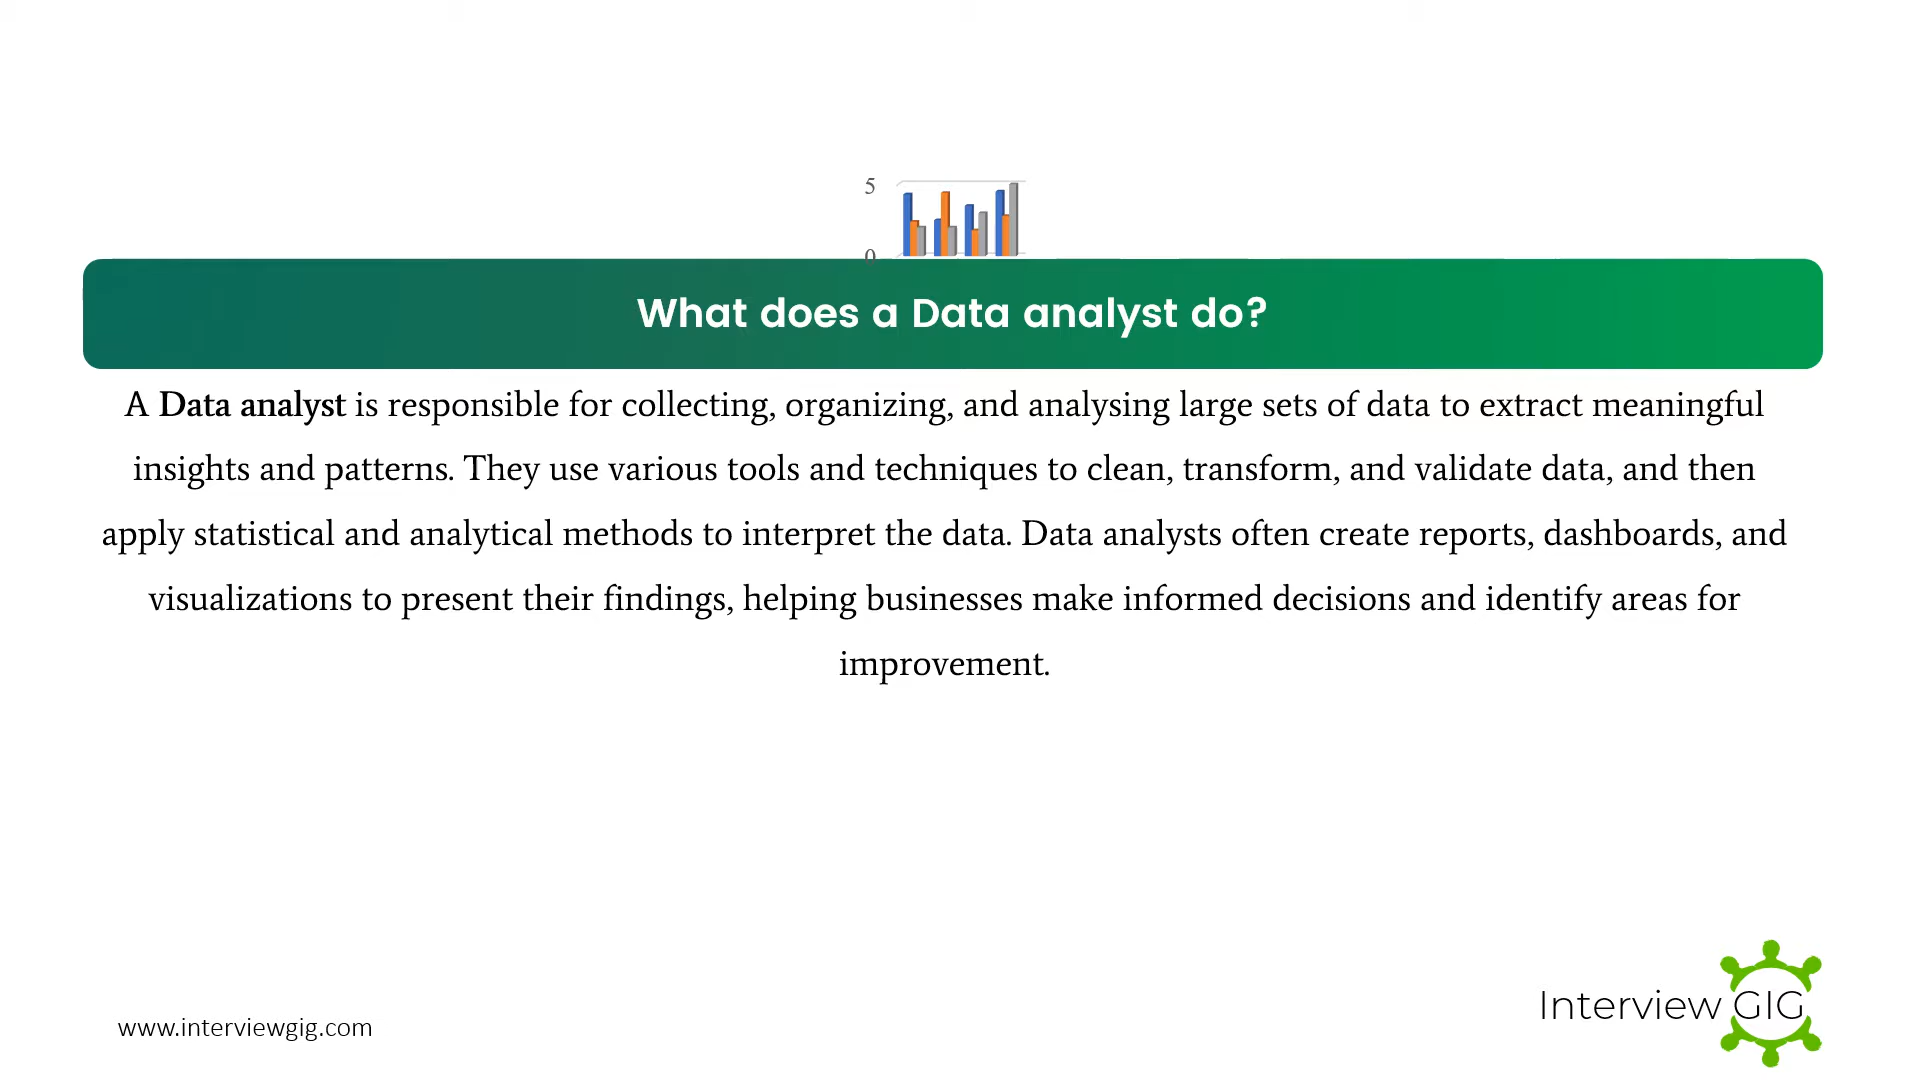 5
0
What does a Data analyst do?
A Data analyst is responsible for collecting, organizing, and analysing large sets of data to extract meaningful
insights and patterns. They use various tools and techniques to clean, transform, and validate data, and then
apply statistical and analytical methods to interpret the data. Data analysts often create reports, dashboards, and
visualizations to present their findings, helping businesses make informed decisions and identify areas for
improvement.
Interview GIG
www.interviewgig.com